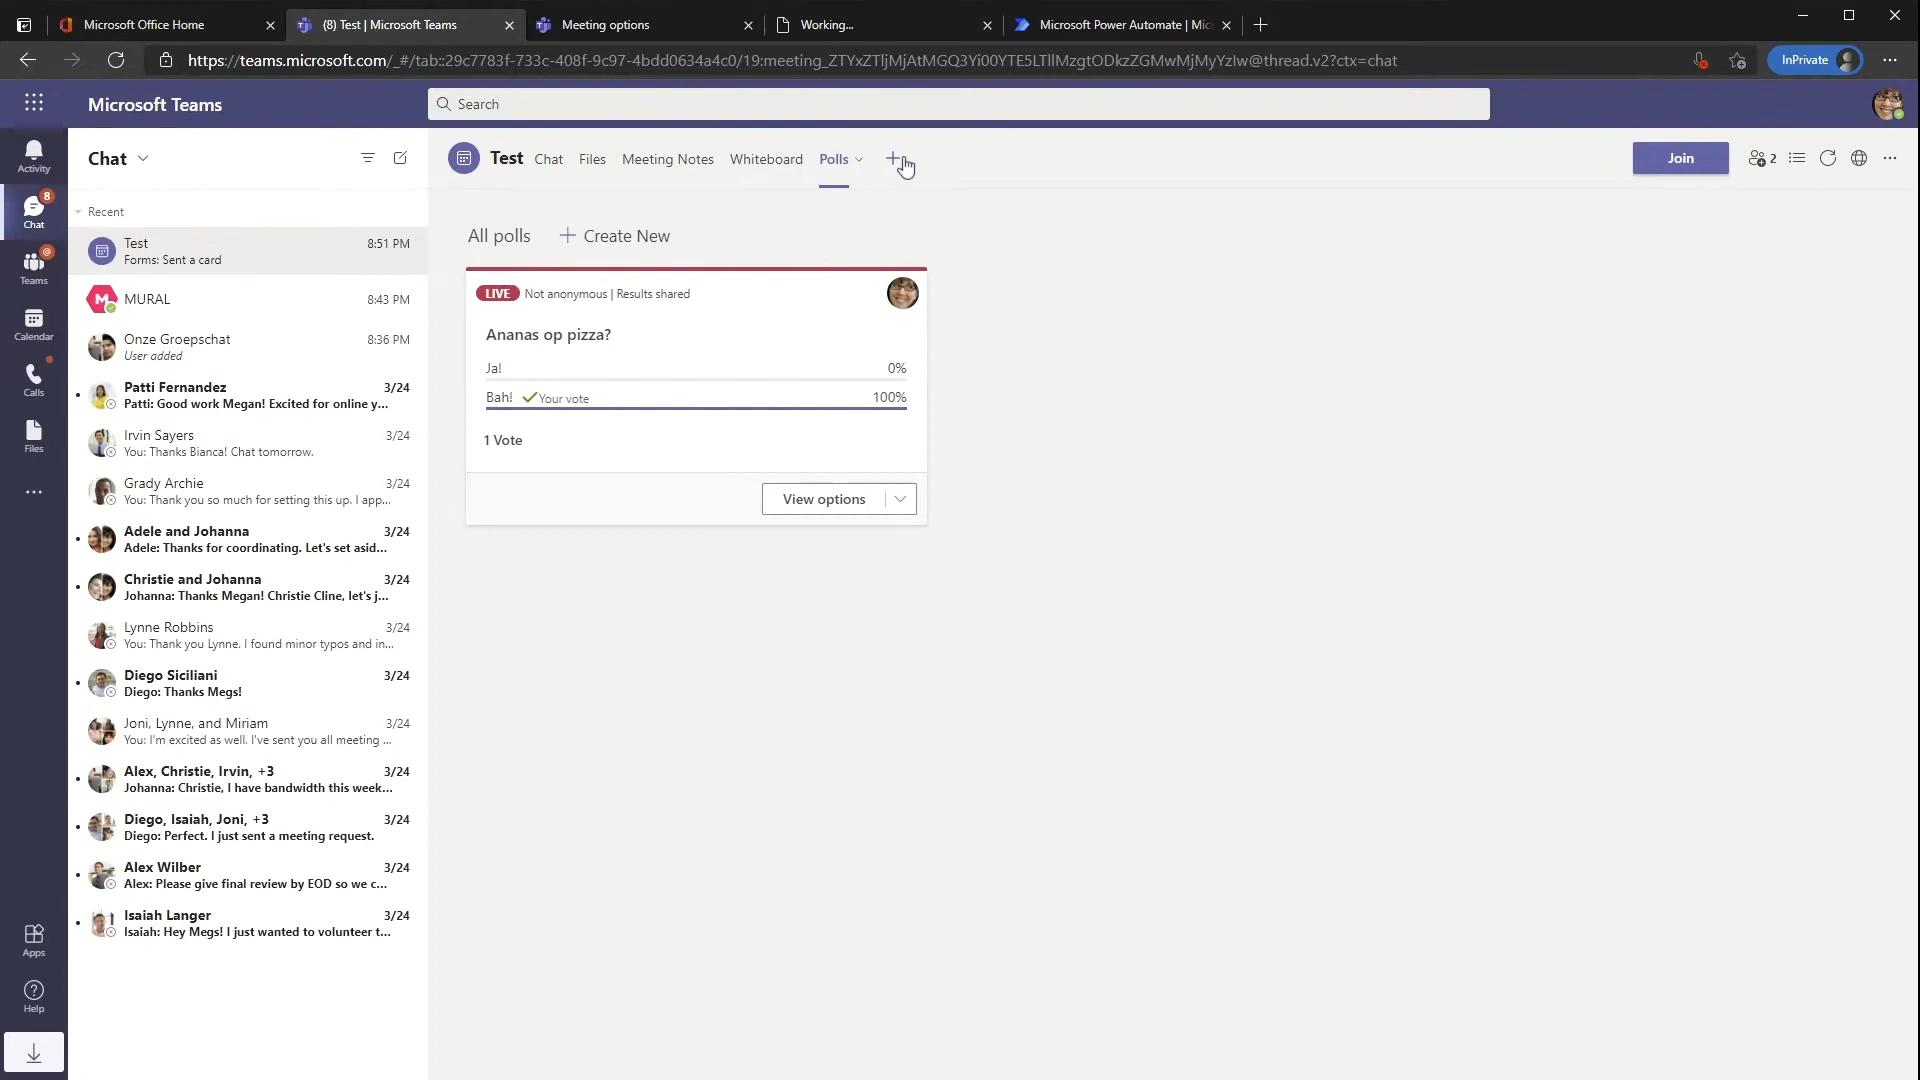 Microsoft Office Home
(8) Test | Microsoft Teams
Meeting options
Working...
Microsoft Power Automate | Mic
https://teams.microsoft.com/_#/tab::29c7783f-733c-408f-9c97-4bdd0634a4c0/19:meeting_ZTYxZTljMjAtMGQ3Yi00YTE5LTllMzgtODkzZGMwMjMyYzIw@thread.v2?ctx=chat
InPrivate
Microsoft Teams
Search
Activity
8
Chat
@
Teams
Calendar
Calls
Files
Apps
Help
Chat
Recent
Test 8:51 PM
Forms: Sent a card
M
MURAL 8:43 PM
Onze Groepschat 8:36 PM
User added
Patti Fernandez 3/24
Patti: Good work Megan! Excited for online y...
Irvin Sayers 3/24
You: Thanks Bianca! Chat tomorrow.
Grady Archie 3/24
You: Thank you so much for setting this up. I app...
Adele and Johanna 3/24
Adele: Thanks for coordinating. Let's set asid...
Christie and Johanna 3/24
Johanna: Thanks Megan! Christie Cline, let's j...
Lynne Robbins 3/24
You: Thank you Lynne. I found minor typos and in...
Diego Siciliani 3/24
Diego: Thanks Megs!
Joni, Lynne, and Miriam 3/24
You: I'm excited as well. I've sent you all meeting ...
Alex, Christie, Irvin, +3 3/24
Johanna: Christie, I have bandwidth this week...
Diego, Isaiah, Joni, +3 3/24
Diego: Perfect. I just sent a meeting request.
Alex Wilber 3/24
Alex: Please give final review by EOD so we c...
Isaiah Langer 3/24
Isaiah: Hey Megs! I just wanted to volunteer t...
Test Chat Files Meeting Notes Whiteboard Polls
Join
2
All polls
Create New
LIVE Not anonymous | Results shared
Ananas op pizza?
Ja! 0%
Bah! Your vote 100%
1 Vote
View options